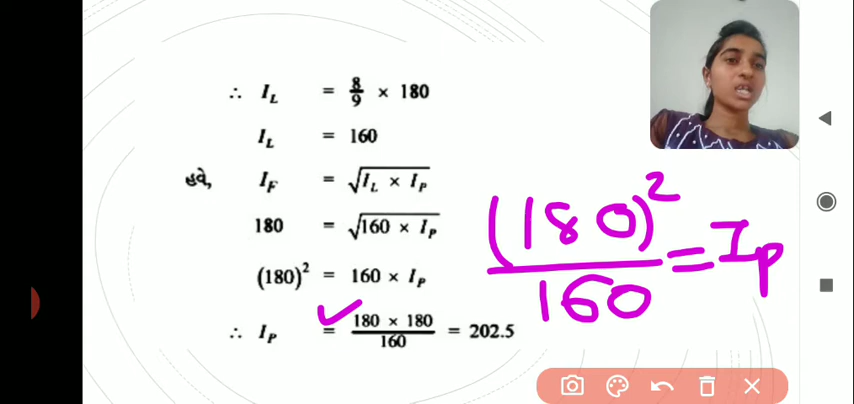 ∴ I_L = 8/9 × 180
I_L = 160
હવે, I_F = √(I_L × I_P)
180 = √(160 × I_P)
(180)² = 160 × I_P
∴ I_P = (180 × 180)/160 = 202.5
(180)²/160 = I_P